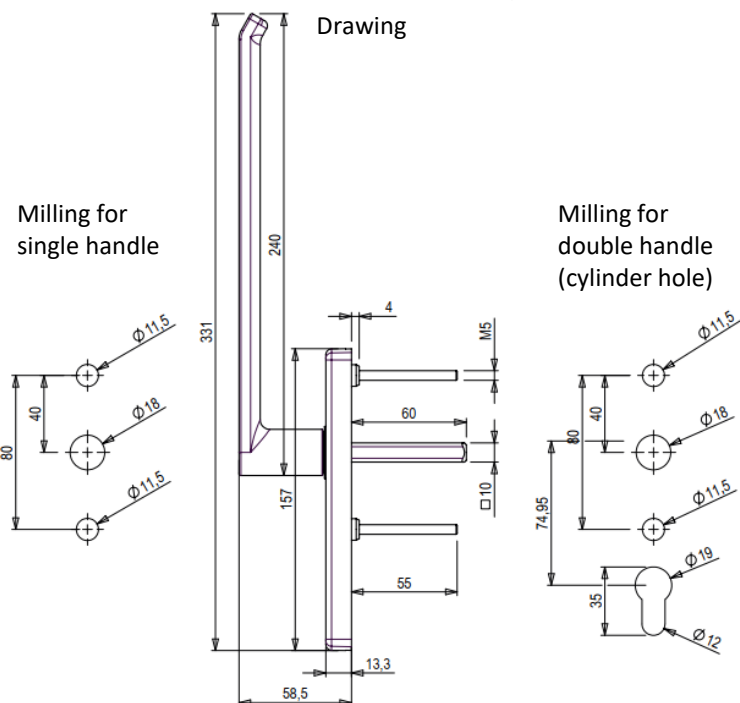 Drawing
Milling for
single handle
Φ11,5
40
Φ18
80
Φ11,5
331
240
157
4
M5
60
□10
55
13,3
58,5
Milling for
double handle
(cylinder hole)
Φ11,5
40
Φ18
80
Φ11,5
74,95
Φ19
35
Φ12